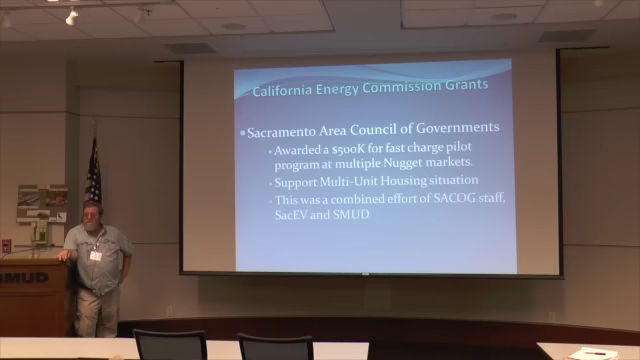 California Energy Commission Grants
Sacramento Area Council of Governments
Awarded a $500K for fast charge pilot
program at multiple Nugget markets.
Support Multi-Unit Housing situation
This was a combined effort of SACOG staff,
SacEV and SMUD
SMUD